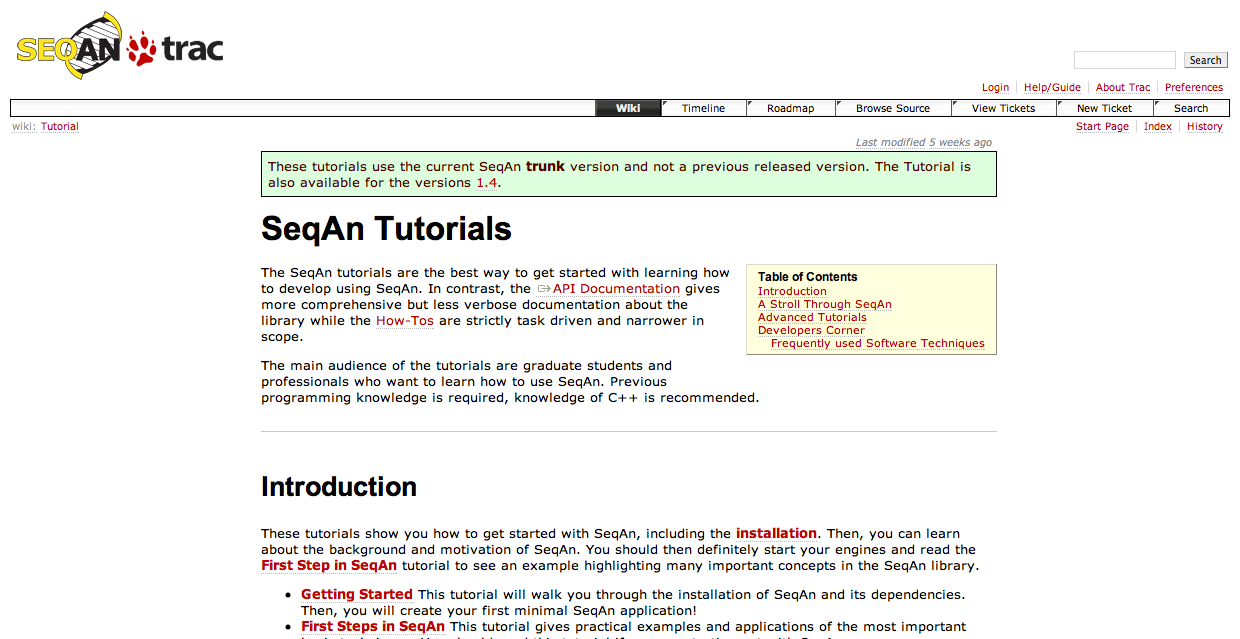 SEQAN trac
Search
Login Help/Guide About Trac Preferences
Wiki Timeline Roadmap Browse Source View Tickets New Ticket Search
wiki: Tutorial
Start Page Index History
Last modified 5 weeks ago
These tutorials use the current SeqAn trunk version and not a previous released version. The Tutorial is
also available for the versions 1.4.
SeqAn Tutorials
The SeqAn tutorials are the best way to get started with learning how
to develop using SeqAn. In contrast, the API Documentation gives
more comprehensive but less verbose documentation about the
library while the How-Tos are strictly task driven and narrower in
scope.
Table of Contents
Introduction
A Stroll Through SeqAn
Advanced Tutorials
Developers Corner
Frequently used Software Techniques
The main audience of the tutorials are graduate students and
professionals who want to learn how to use SeqAn. Previous
programming knowledge is required, knowledge of C++ is recommended.
Introduction
These tutorials show you how to get started with SeqAn, including the installation. Then, you can learn
about the background and motivation of SeqAn. You should then definitely start your engines and read the
First Step in SeqAn tutorial to see an example highlighting many important concepts in the SeqAn library.
• Getting Started This tutorial will walk you through the installation of SeqAn and its dependencies.
Then, you will create your first minimal SeqAn application!
• First Steps in SeqAn This tutorial gives practical examples and applications of the most important